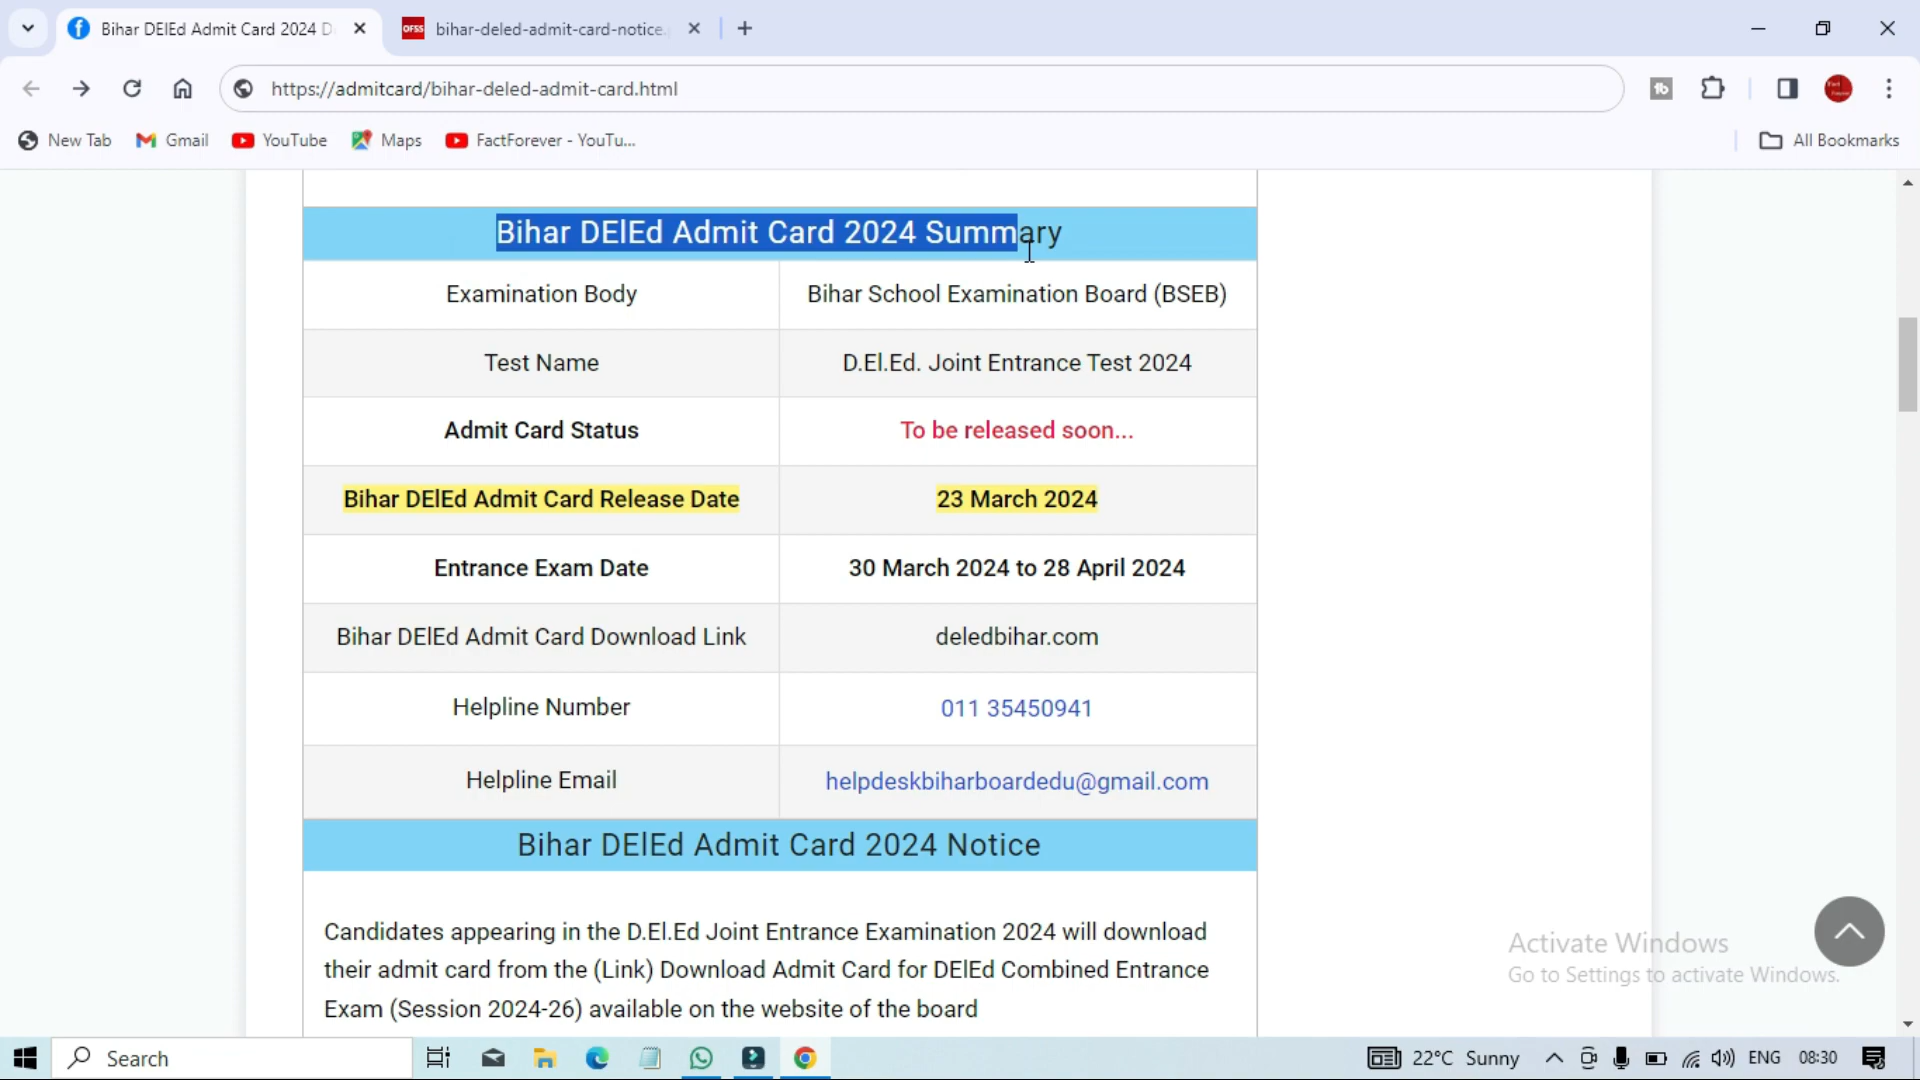 Bihar DElEd Admit Card 2024 D
bihar-deled-admit-card-notice.
https://admitcard/bihar-deled-admit-card.html
New Tab
Gmail
YouTube
Maps
FactForever - YouTu...
All Bookmarks
Bihar DElEd Admit Card 2024 Summary
Examination Body Bihar School Examination Board (BSEB)
Test Name D.El.Ed. Joint Entrance Test 2024
Admit Card Status To be released soon...
Bihar DElEd Admit Card Release Date 23 March 2024
Entrance Exam Date 30 March 2024 to 28 April 2024
Bihar DElEd Admit Card Download Link deledbihar.com
Helpline Number 011 35450941
Helpline Email helpdeskbiharboardedu@gmail.com
Bihar DElEd Admit Card 2024 Notice
Candidates appearing in the D.El.Ed Joint Entrance Examination 2024 will download
their admit card from the (Link) Download Admit Card for DElEd Combined Entrance
Exam (Session 2024-26) available on the website of the board
Activate Windows
Go to Settings to activate Windows.
Search
22°C Sunny
ENG
08:30